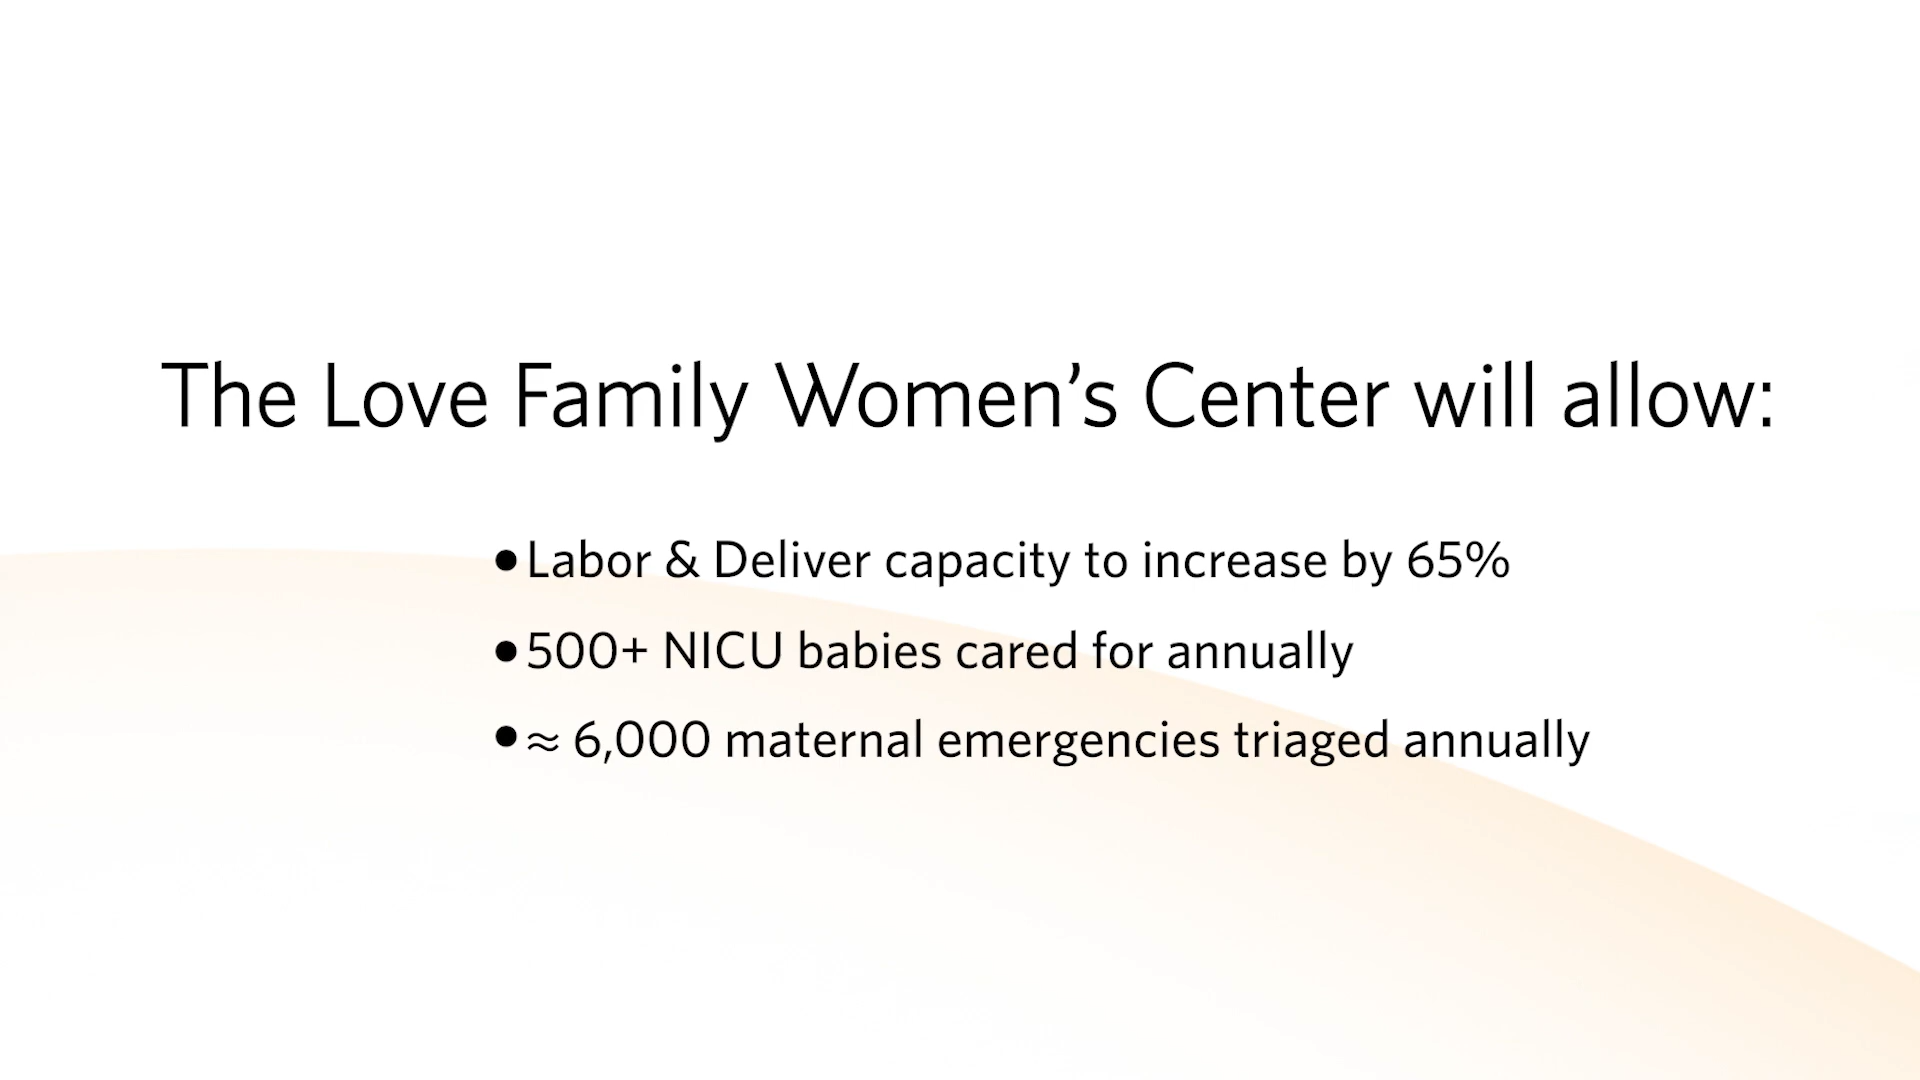 The Love Family Women’s Center will allow:
•Labor & Deliver capacity to increase by 65%
•500+ NICU babies cared for annually
•≈ 6,000 maternal emergencies triaged annually